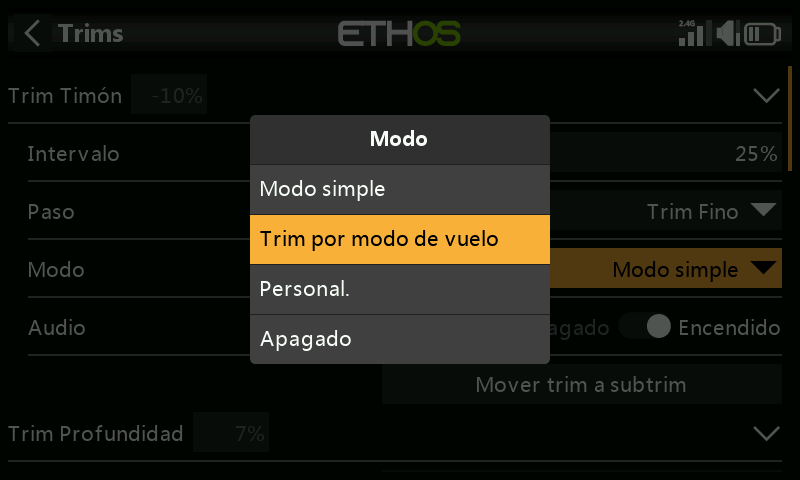 Trims
ETHOS
2.4G
Trim Timón -10%
Intervalo 25%
Paso Trim Fino
Modo Modo simple
Audio agado Encendido
Mover trim a subtrim
Trim Profundidad 7%
Modo
Modo simple
Trim por modo de vuelo
Personal.
Apagado